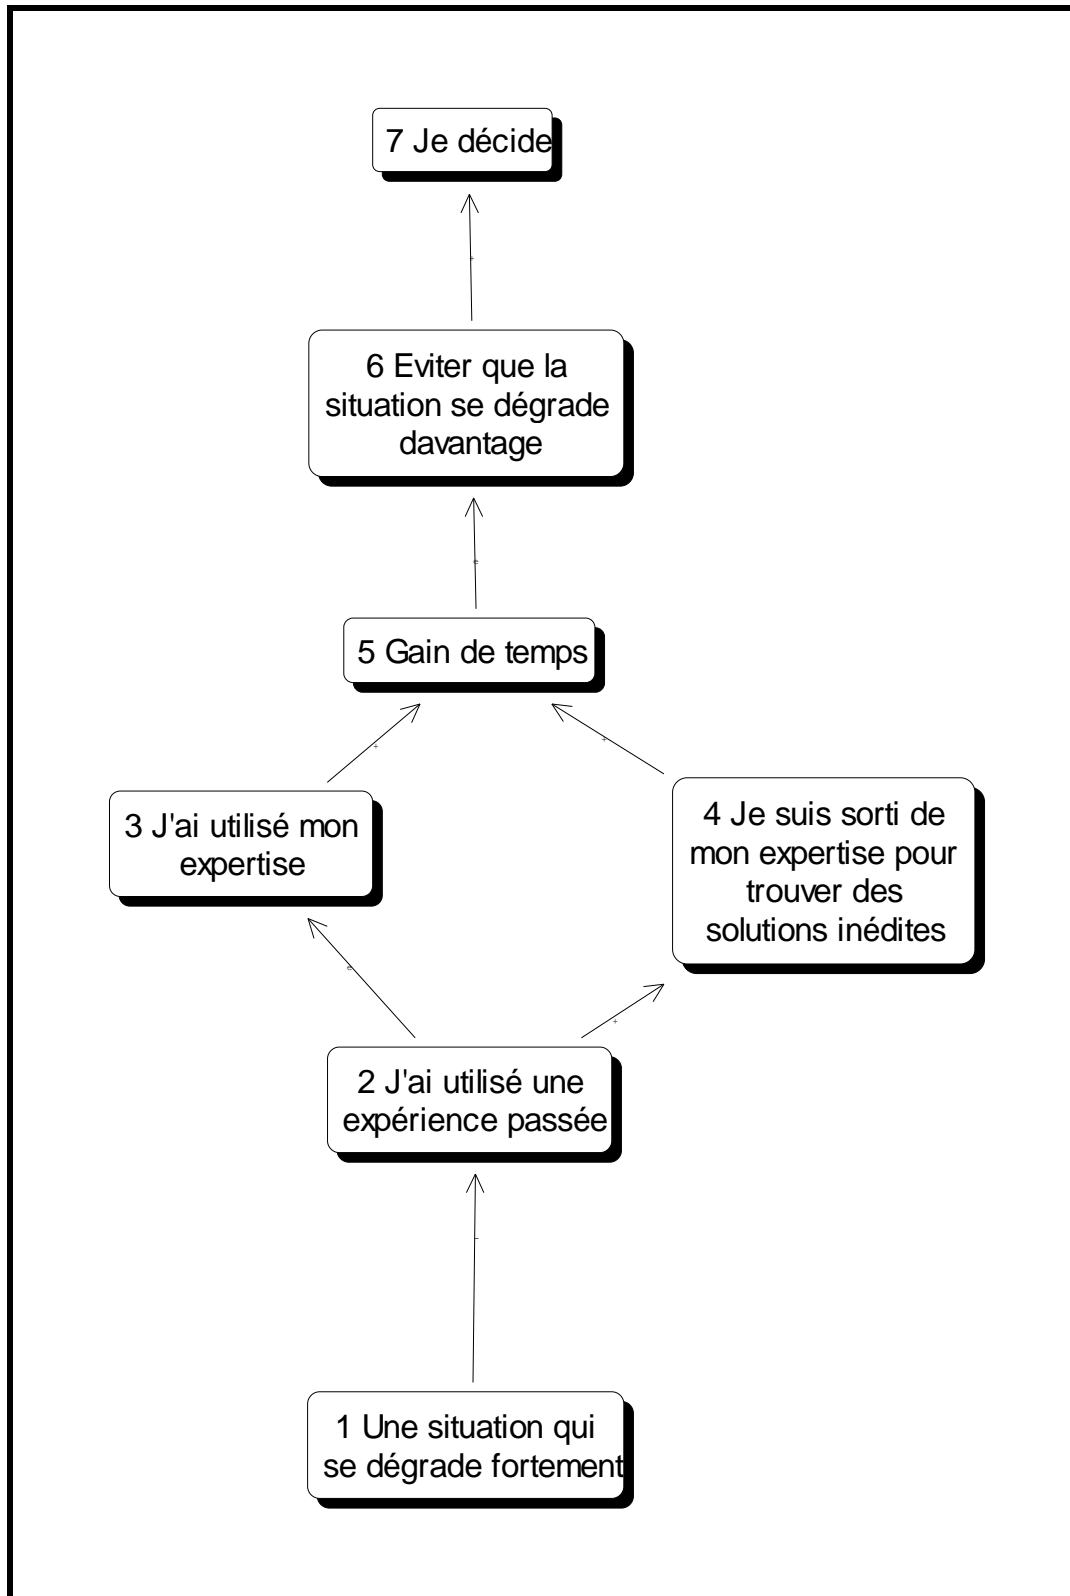 7 Je décide
+
6 Eviter que la
situation se dégrade
davantage
e
5 Gain de temps
+
+
3 J'ai utilisé mon
expertise
4 Je suis sorti de
mon expertise pour
trouver des
solutions inédites
e
+
2 J'ai utilisé une
expérience passée
-
1 Une situation qui
se dégrade fortement